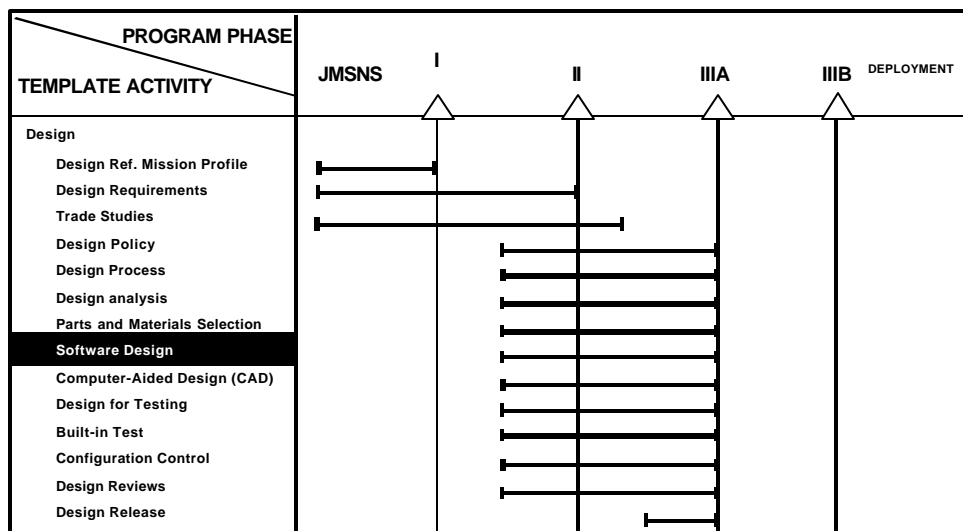 PROGRAM PHASE
TEMPLATE ACTIVITY
JMSNS
I
II
IIIA
IIIB
DEPLOYMENT
Design
Design Ref. Mission Profile
Design Requirements
Trade Studies
Design Policy
Design Process
Design analysis
Parts and Materials Selection
Software Design
Computer-Aided Design (CAD)
Design for Testing
Built-in Test
Configuration Control
Design Reviews
Design Release